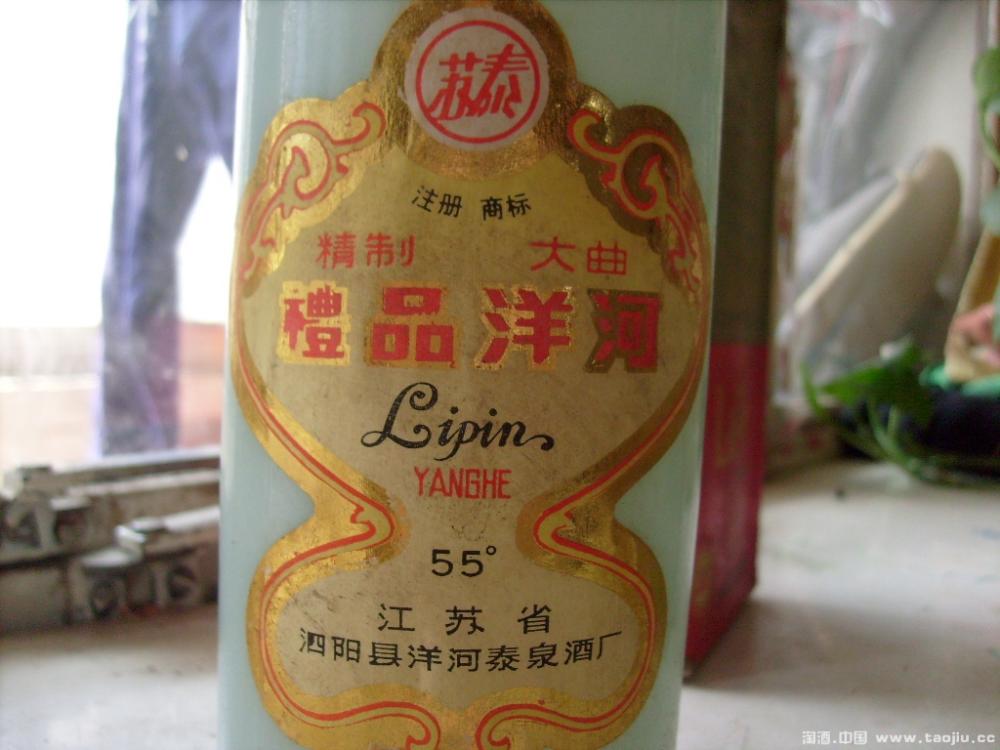 苏泰
注册 商标
精制 大曲
禮品洋河
Lipin
YANGHE
55°
江苏省
泗阳县洋河泰泉酒厂
淘酒.中国 www.taojiu.cc